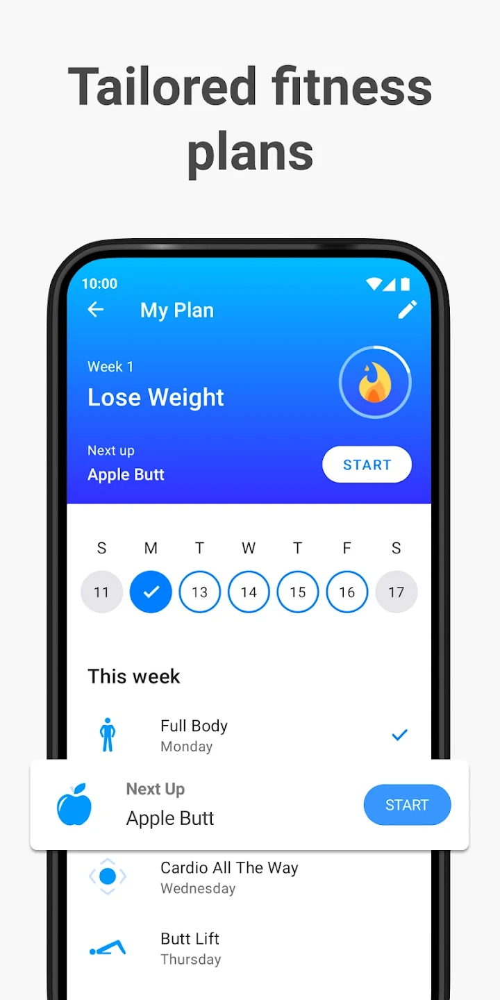 Tailored fitness
plans
10:00
My Plan
Week 1
Lose Weight
Next up
Apple Butt
START
S M T W T F S
11 13 14 15 16 17
This week
Full Body
Monday
Next Up
Apple Butt
START
Cardio All The Way
Wednesday
Butt Lift
Thursday